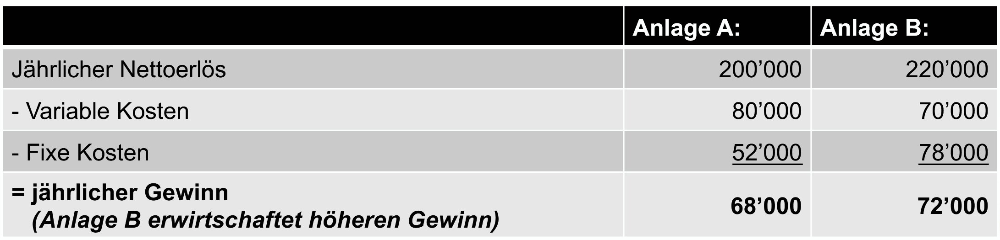 Anlage A: Anlage B:
Jährlicher Nettoerlös 200’000 220’000
- Variable Kosten 80’000 70’000
- Fixe Kosten 52’000 78’000
= jährlicher Gewinn
(Anlage B erwirtschaftet höheren Gewinn) 68’000 72’000